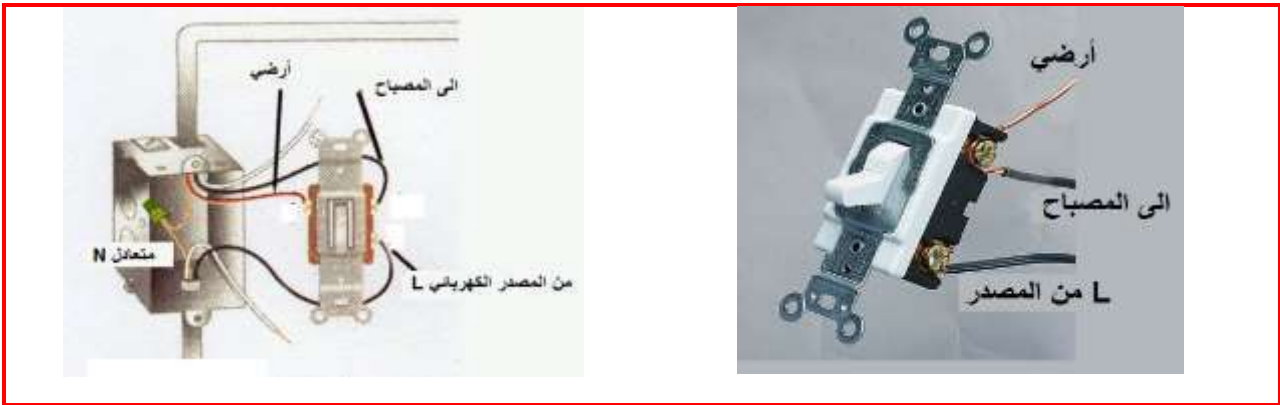 أرضي
الى المصباح
متعادل N
من المصدر الكهربائي L
أرضي
الى المصباح
L من المصدر